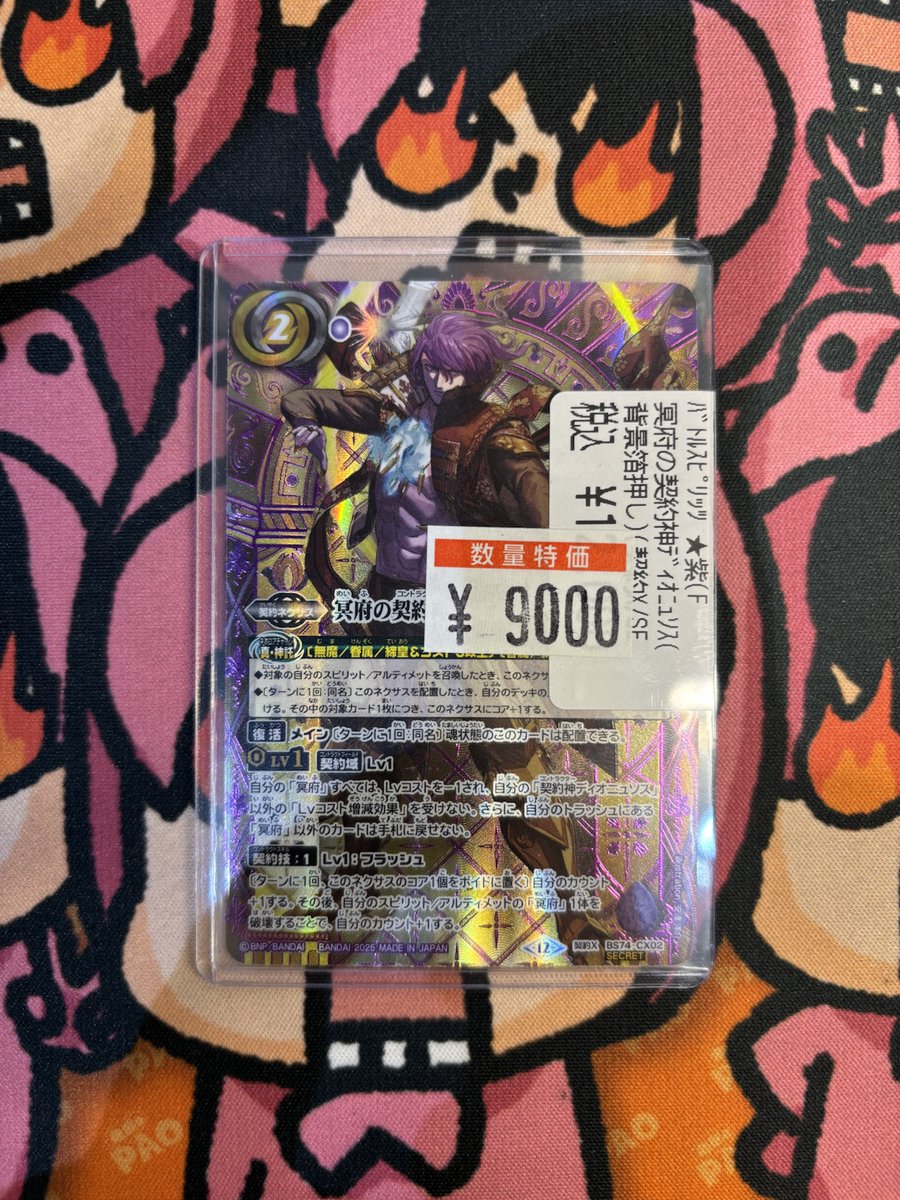 2
バトルスピリッツ ★紫(F
冥府の契約神ディオニュソス(
背景箔押し)(契約X/SF
税込 ¥1
数量特価
¥ 9000
契約ネクサス
冥府の契約
真・神託
〔無魔/眷属/締皇&コスト
◆対象の自分のスピリット/アルティメットを召喚したとき、このネクサ
◆〔ターンに1回:同名〕このネクサスを配置したとき、自分のデッキの
ける。その中の対象カード1枚につき、このネクサスにコア+1する。
復活 メイン〔ターンに1回:同名〕魂状態のこのカードは配置できる。
0 LV1 契約域 Lv1
自分の「冥府」すべては、Lvコストを-1され、自分の「契約神ディオニュソス」
以外の「Lvコスト増減効果」を受けない。さらに、自分のトラッシュにある
「冥府」以外のカードは手札に戻せない。
契約技:1 Lv1:フラッシュ
〔ターンに1回、このネクサスのコア1個をボイドに置く〕自分のカウント
+1する。その後、自分のスピリット/アルティメットの「冥府」1体を
破壊することで、自分のカウント+1する。
©BNP/BANDAI ©BANDAI 2025 MADE IN JAPAN
12
契約X BS74-CX02
SECRET
PAO
PAO